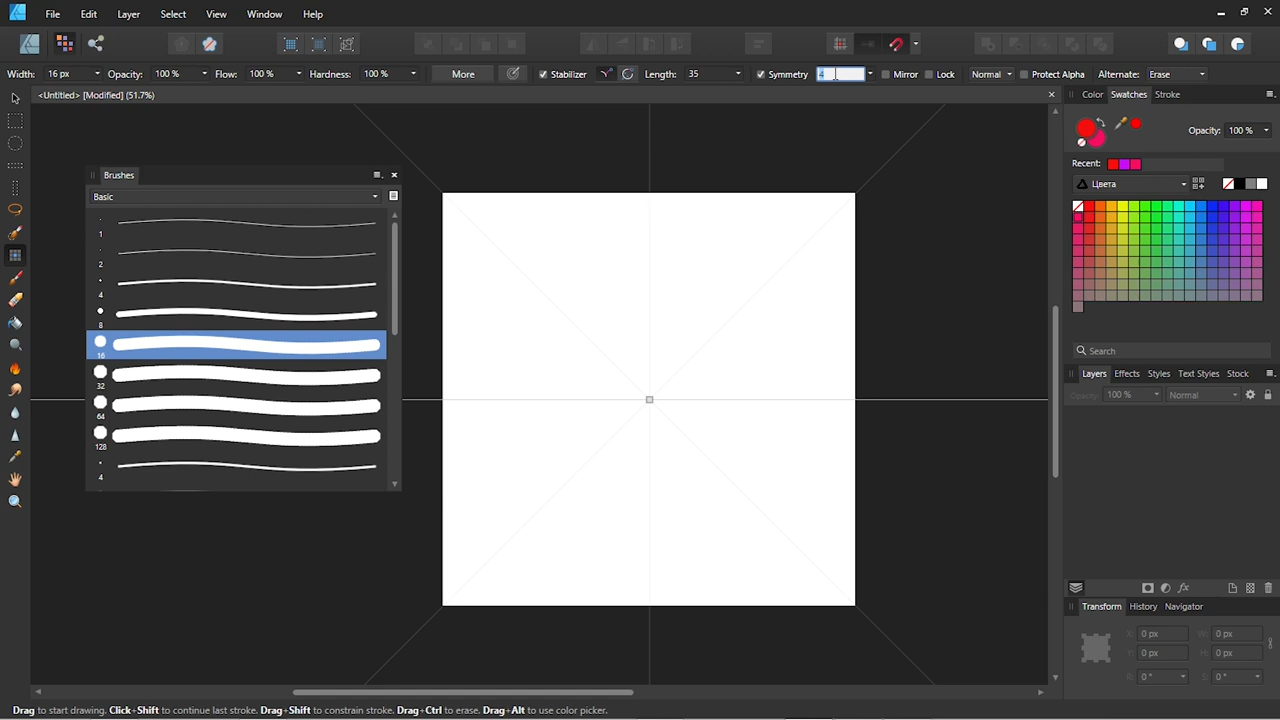 File Edit Layer Select View Window Help
Width: 16 px Opacity: 100 % Flow: 100 % Hardness: 100 % More Stabilizer Length: 35 Symmetry 4 Mirror Lock Normal Protect Alpha Alternate: Erase
<Untitled> [Modified] (51.7%)
Color Swatches Stroke
Opacity: 100 %
Recent:
Цвета
Search
Layers Effects Styles Text Styles Stock
Opacity: 100 % Normal
Transform History Navigator
X: 0 px W: 0 px
Y: 0 px H: 0 px
R: 0 ° S: 0 °
Brushes
Basic
1
2
4
8
16
32
64
128
4
Drag to start drawing. Click+Shift to continue last stroke. Drag+Shift to constrain stroke. Drag+Ctrl to erase. Drag+Alt to use color picker.